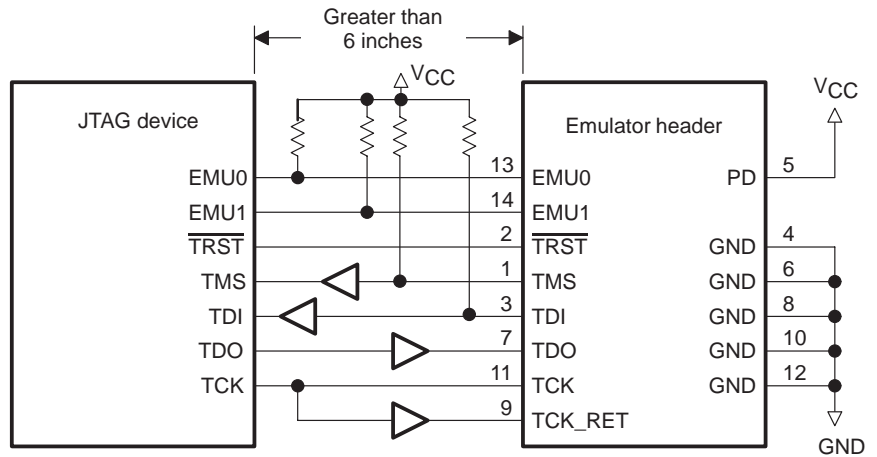 Greater than
6 inches
VCC
VCC
JTAG device
Emulator header
EMU0 13 EMU0 PD 5
EMU1 14 EMU1
TRST 2 TRST GND 4
TMS 1 TMS GND 6
TDI 3 TDI GND 8
TDO 7 TDO GND 10
TCK 11 TCK GND 12
9 TCK_RET
GND